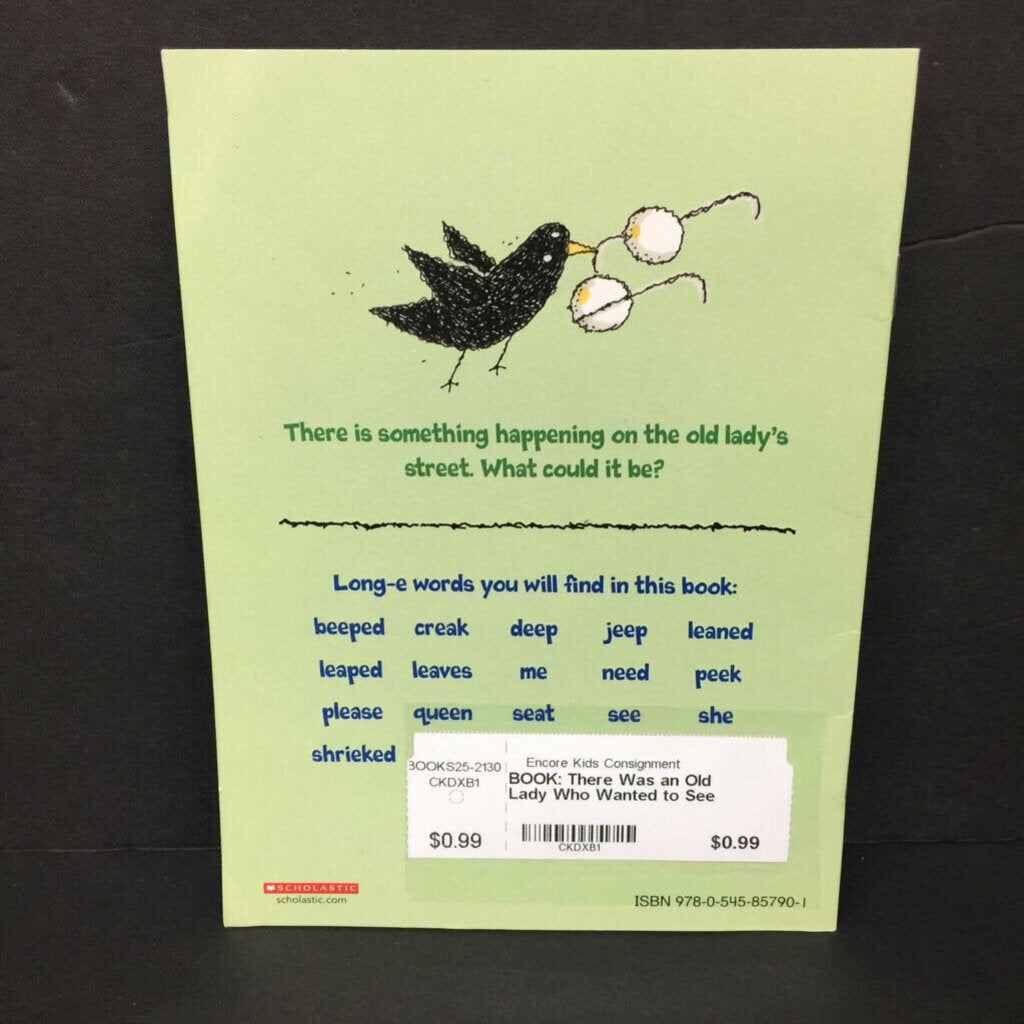 There is something happening on the old lady's
street. What could it be?
Long-e words you will find in this book:
beeped creak deep jeep leaned
leaped leaves me need peek
please queen seat see she
shrieked
BOOKS25-2130
CKDXB1
$0.99
Encore Kids Consignment
BOOK: There Was an Old
Lady Who Wanted to See
CKDXB1
$0.99
SCHOLASTIC
scholastic.com
ISBN 978-0-545-85790-1